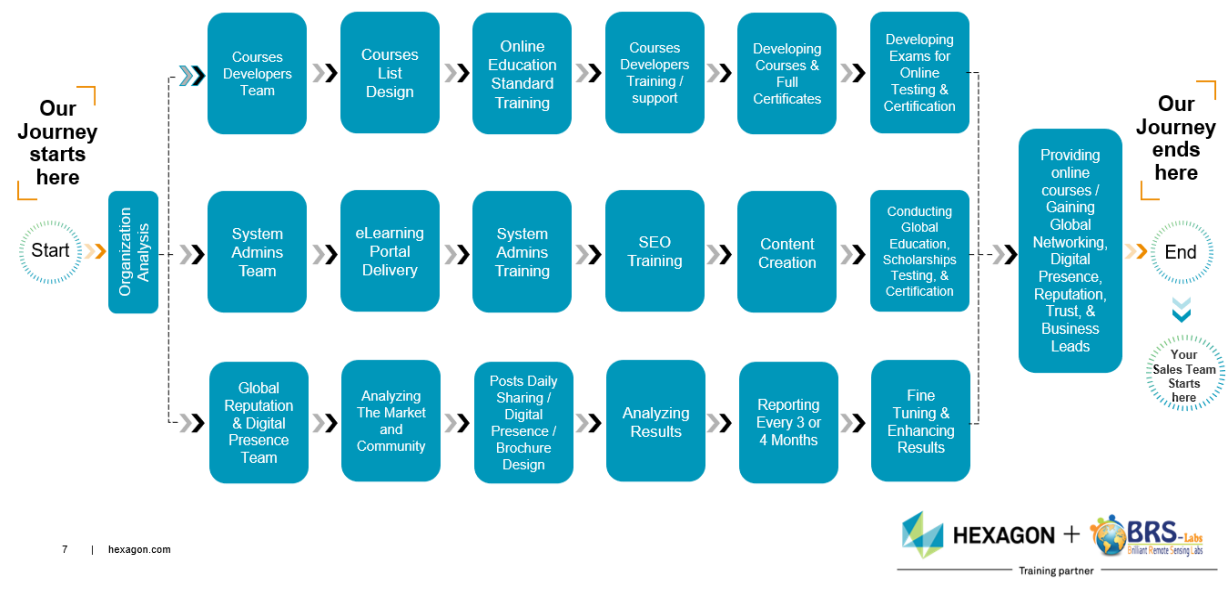 Our
Journey
starts
here
Start
Organization
Analysis
Courses
Developers
Team
Courses
List
Design
Online
Education
Standard
Training
Courses
Developers
Training /
support
Developing
Courses &
Full
Certificates
Developing
Exams for
Online
Testing &
Certification
System
Admins
Team
eLearning
Portal
Delivery
System
Admins
Training
SEO
Training
Content
Creation
Conducting
Global
Education,
Scholarships
Testing, &
Certification
Global
Reputation
& Digital
Presence
Team
Analyzing
The Market
and
Community
Posts Daily
Sharing /
Digital
Presence /
Brochure
Design
Analyzing
Results
Reporting
Every 3 or
4 Months
Fine
Tuning &
Enhancing
Results
Providing
online
courses /
Gaining
Global
Networking,
Digital
Presence,
Reputation,
Trust, &
Business
Leads
Our
Journey
ends
here
End
Your
Sales Team
Starts
here
7 | hexagon.com
HEXAGON + BRS-Labs
Brilliant Remote Sensing Labs
Training partner